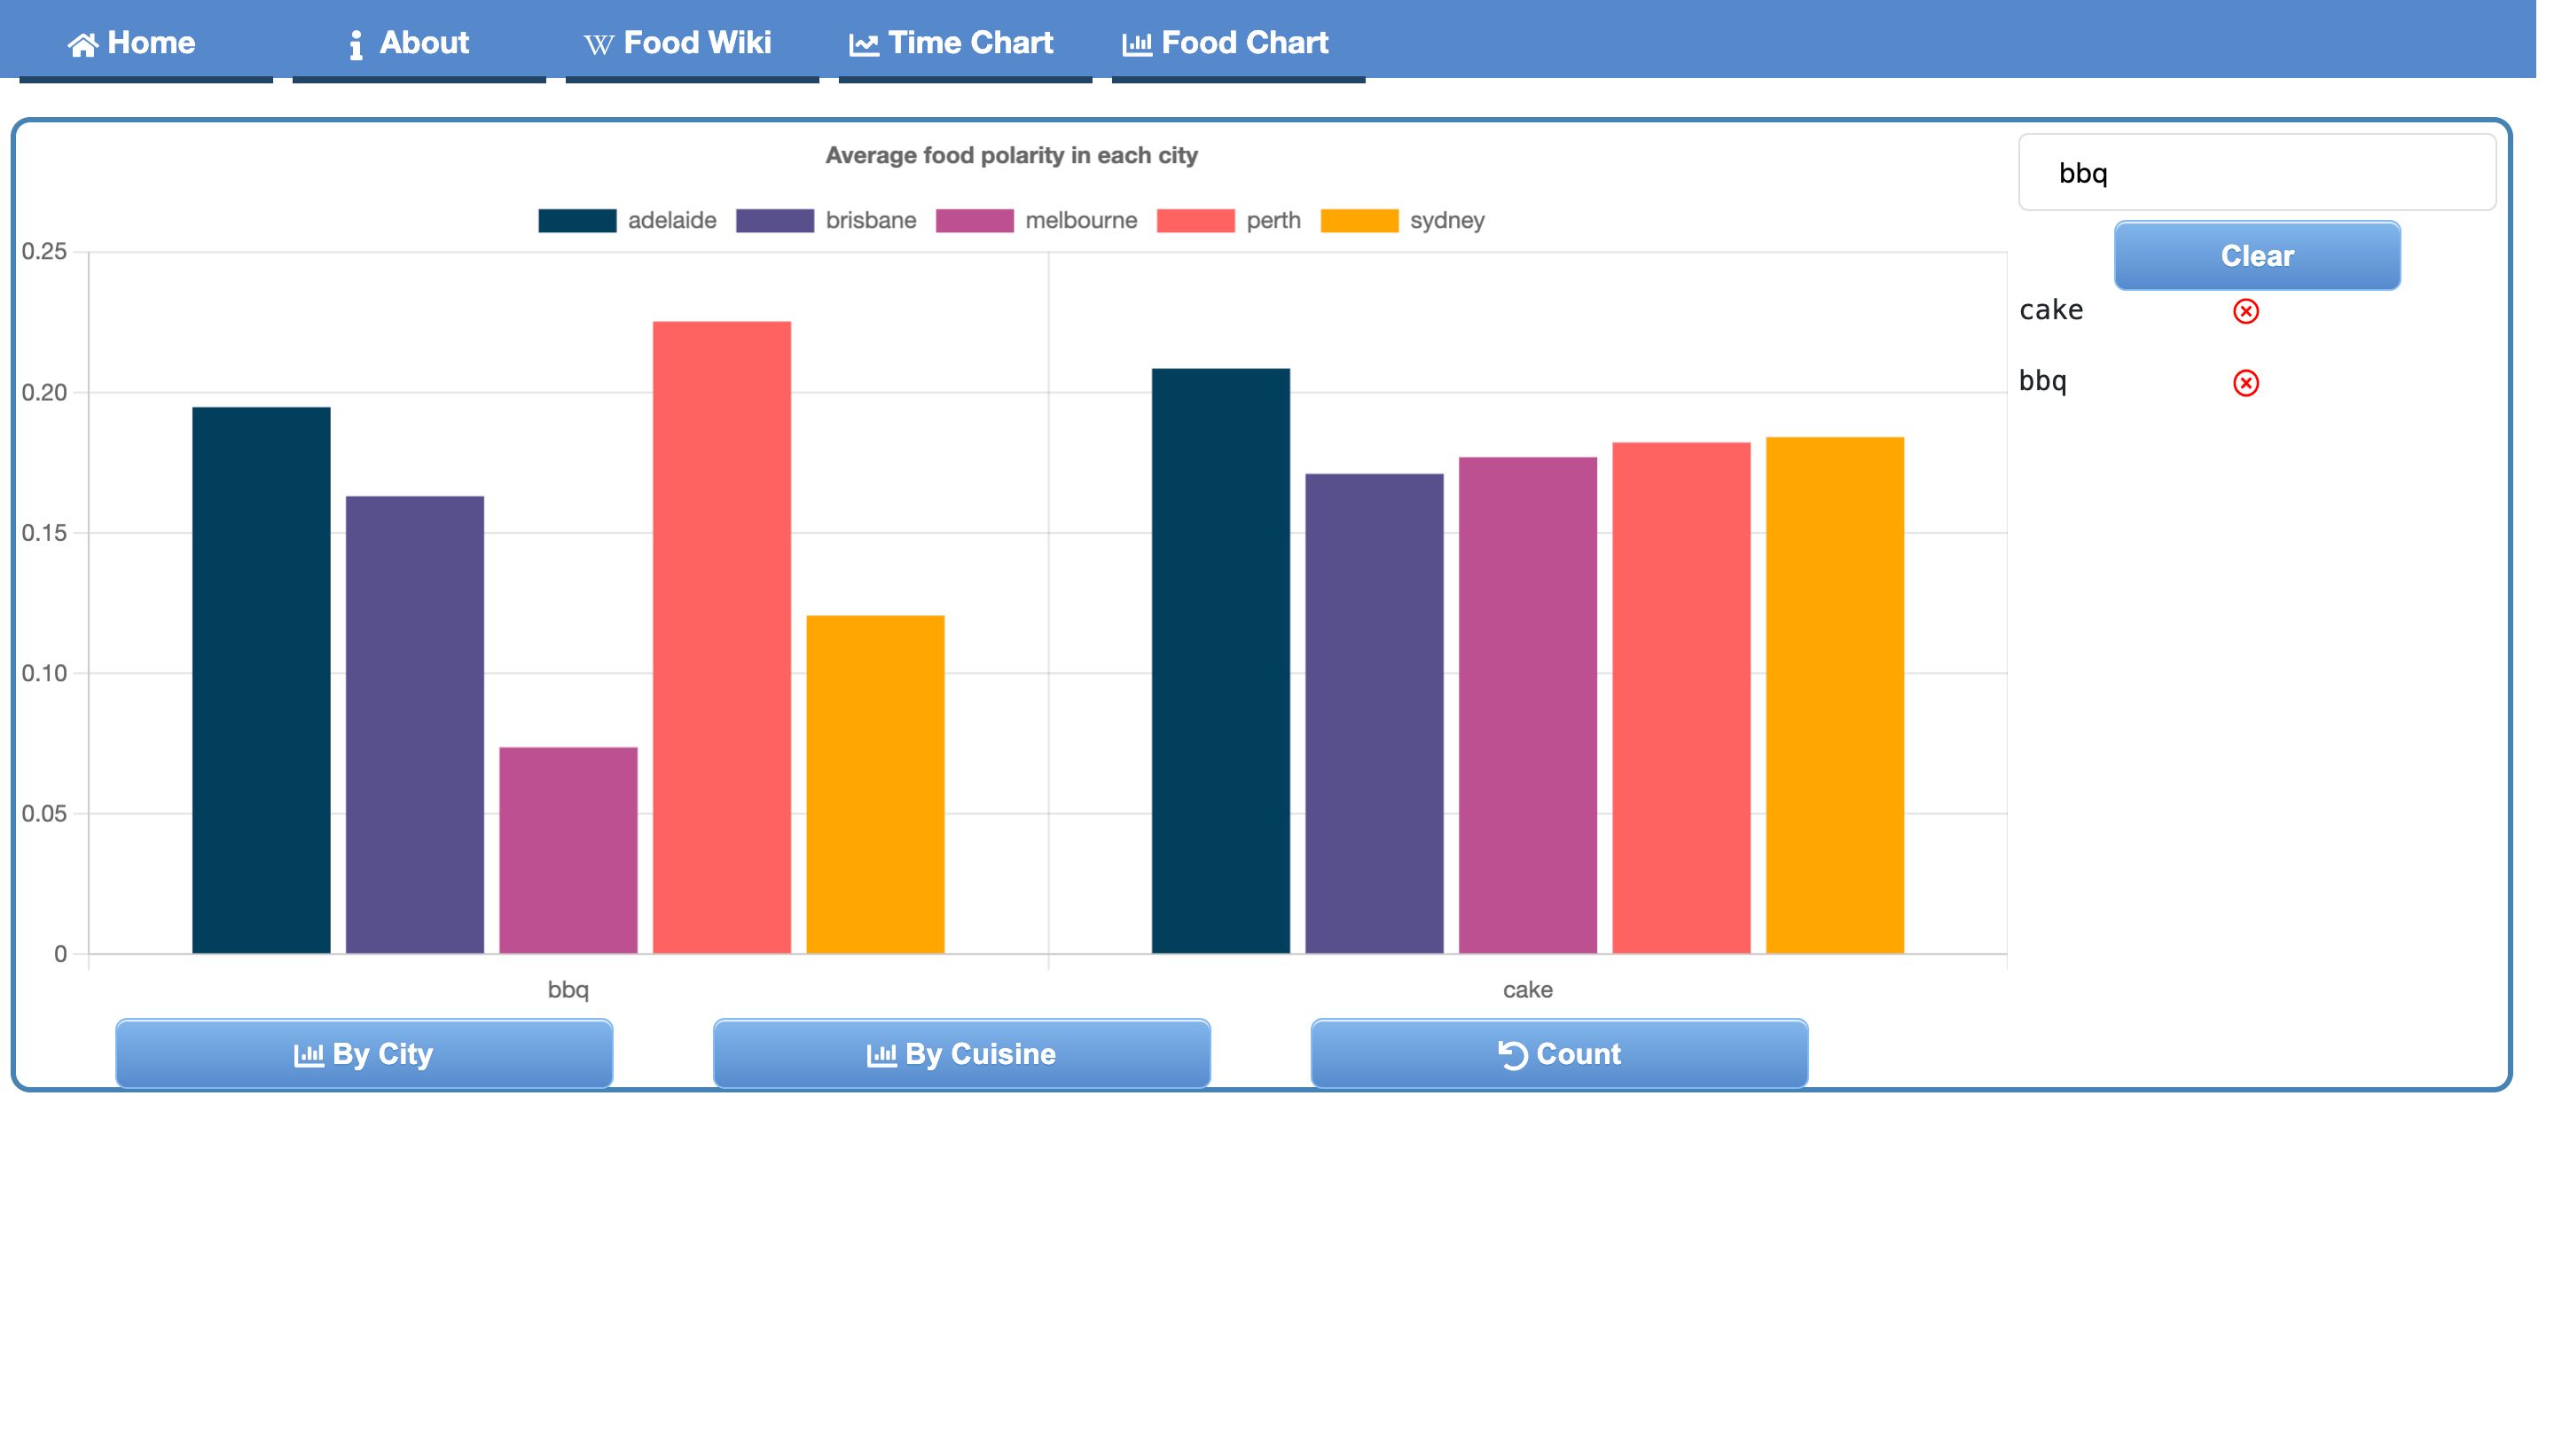 Home About Food Wiki Time Chart Food Chart
Average food polarity in each city
bbq
adelaide brisbane melbourne perth sydney
Clear
0.25
cake
bbq
0.20
0.15
0.10
0.05
0
bbq cake
By City By Cuisine Count